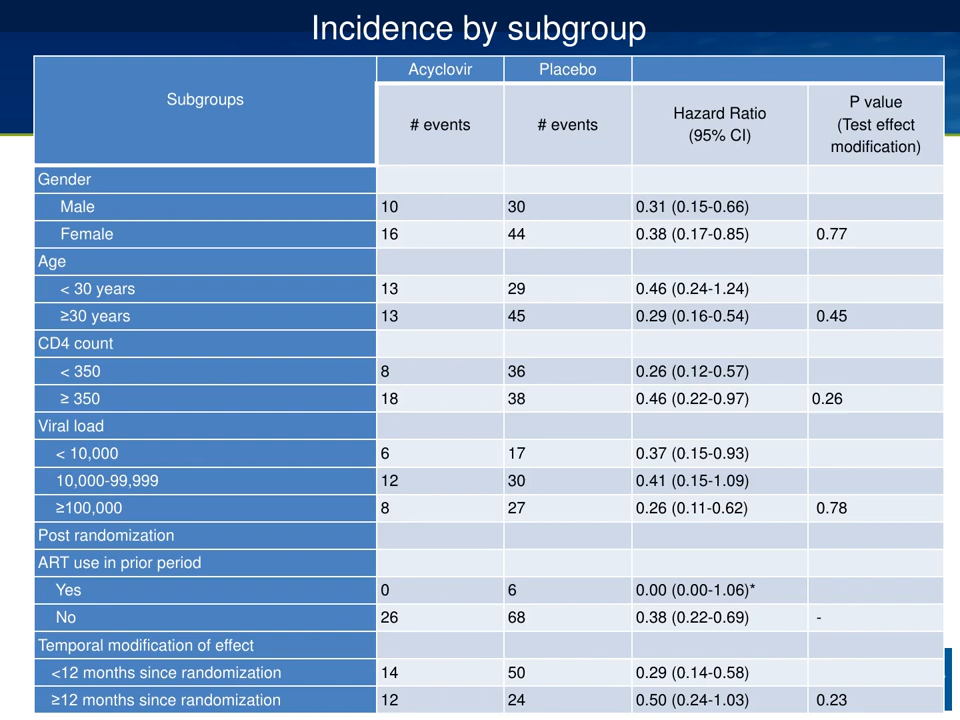 Incidence by subgroup
Subgroups Acyclovir Placebo
# events # events Hazard Ratio (95% CI) P value (Test effect modification)
Gender
Male 10 30 0.31 (0.15-0.66)
Female 16 44 0.38 (0.17-0.85) 0.77
Age
< 30 years 13 29 0.46 (0.24-1.24)
≥30 years 13 45 0.29 (0.16-0.54) 0.45
CD4 count
< 350 8 36 0.26 (0.12-0.57)
≥ 350 18 38 0.46 (0.22-0.97) 0.26
Viral load
< 10,000 6 17 0.37 (0.15-0.93)
10,000-99,999 12 30 0.41 (0.15-1.09)
≥100,000 8 27 0.26 (0.11-0.62) 0.78
Post randomization
ART use in prior period
Yes 0 6 0.00 (0.00-1.06)*
No 26 68 0.38 (0.22-0.69) -
Temporal modification of effect
<12 months since randomization 14 50 0.29 (0.14-0.58)
≥12 months since randomization 12 24 0.50 (0.24-1.03) 0.23